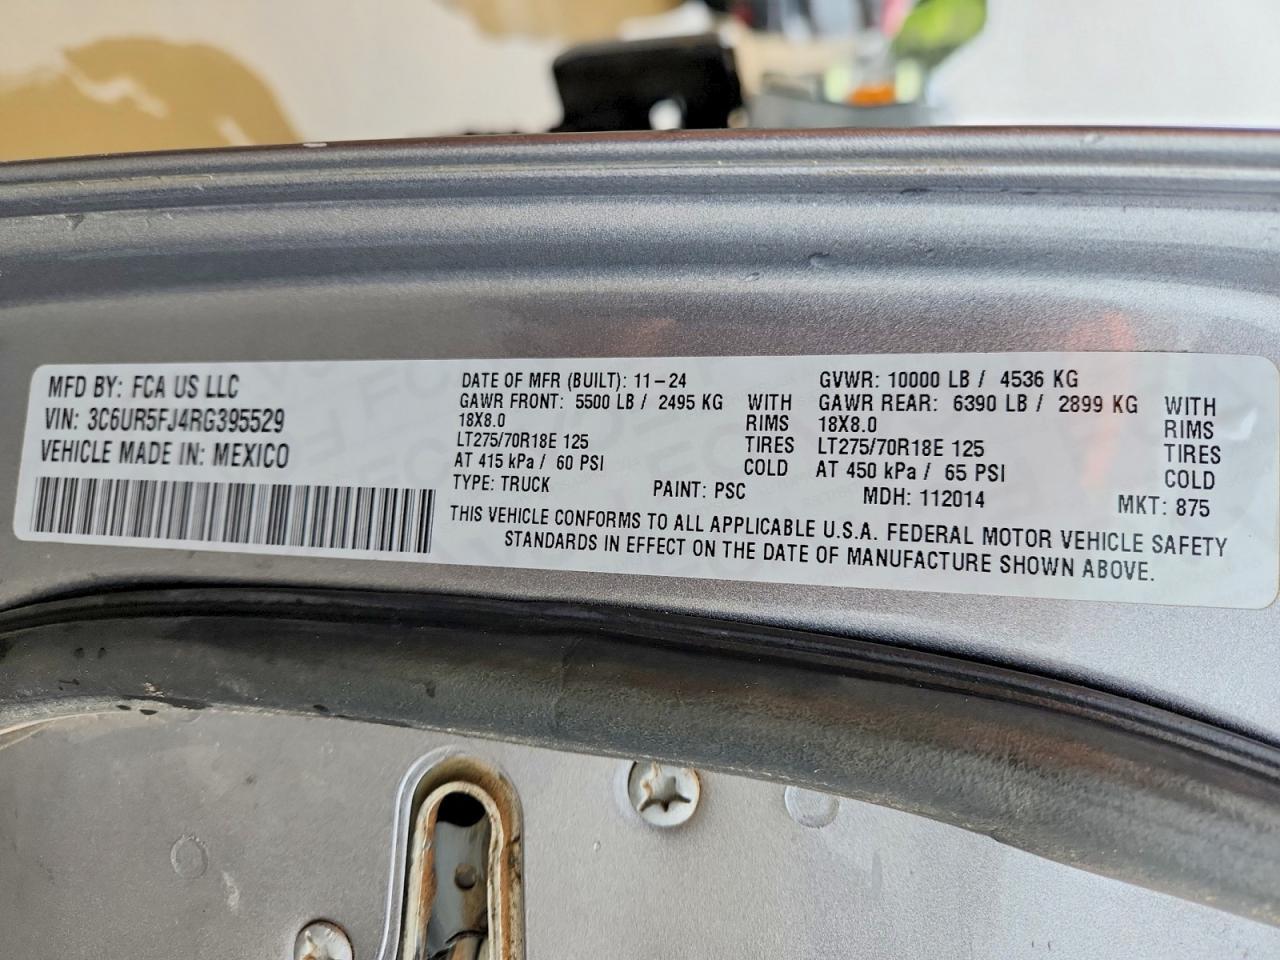 MFD BY: FCA US LLC
VIN: 3C6UR5FJ4RG395529
VEHICLE MADE IN: MEXICO
DATE OF MFR (BUILT): 11-24
GAWR FRONT: 5500 LB / 2495 KG WITH
18X8.0 RIMS
LT275/70R18E 125 TIRES
AT 415 kPa / 60 PSI COLD
GVWR: 10000 LB / 4536 KG
GAWR REAR: 6390 LB / 2899 KG WITH
18X8.0 RIMS
LT275/70R18E 125 TIRES
AT 450 kPa / 65 PSI COLD
TYPE: TRUCK PAINT: PSC MDH: 112014 MKT: 875
THIS VEHICLE CONFORMS TO ALL APPLICABLE U.S.A. FEDERAL MOTOR VEHICLE SAFETY
STANDARDS IN EFFECT ON THE DATE OF MANUFACTURE SHOWN ABOVE.